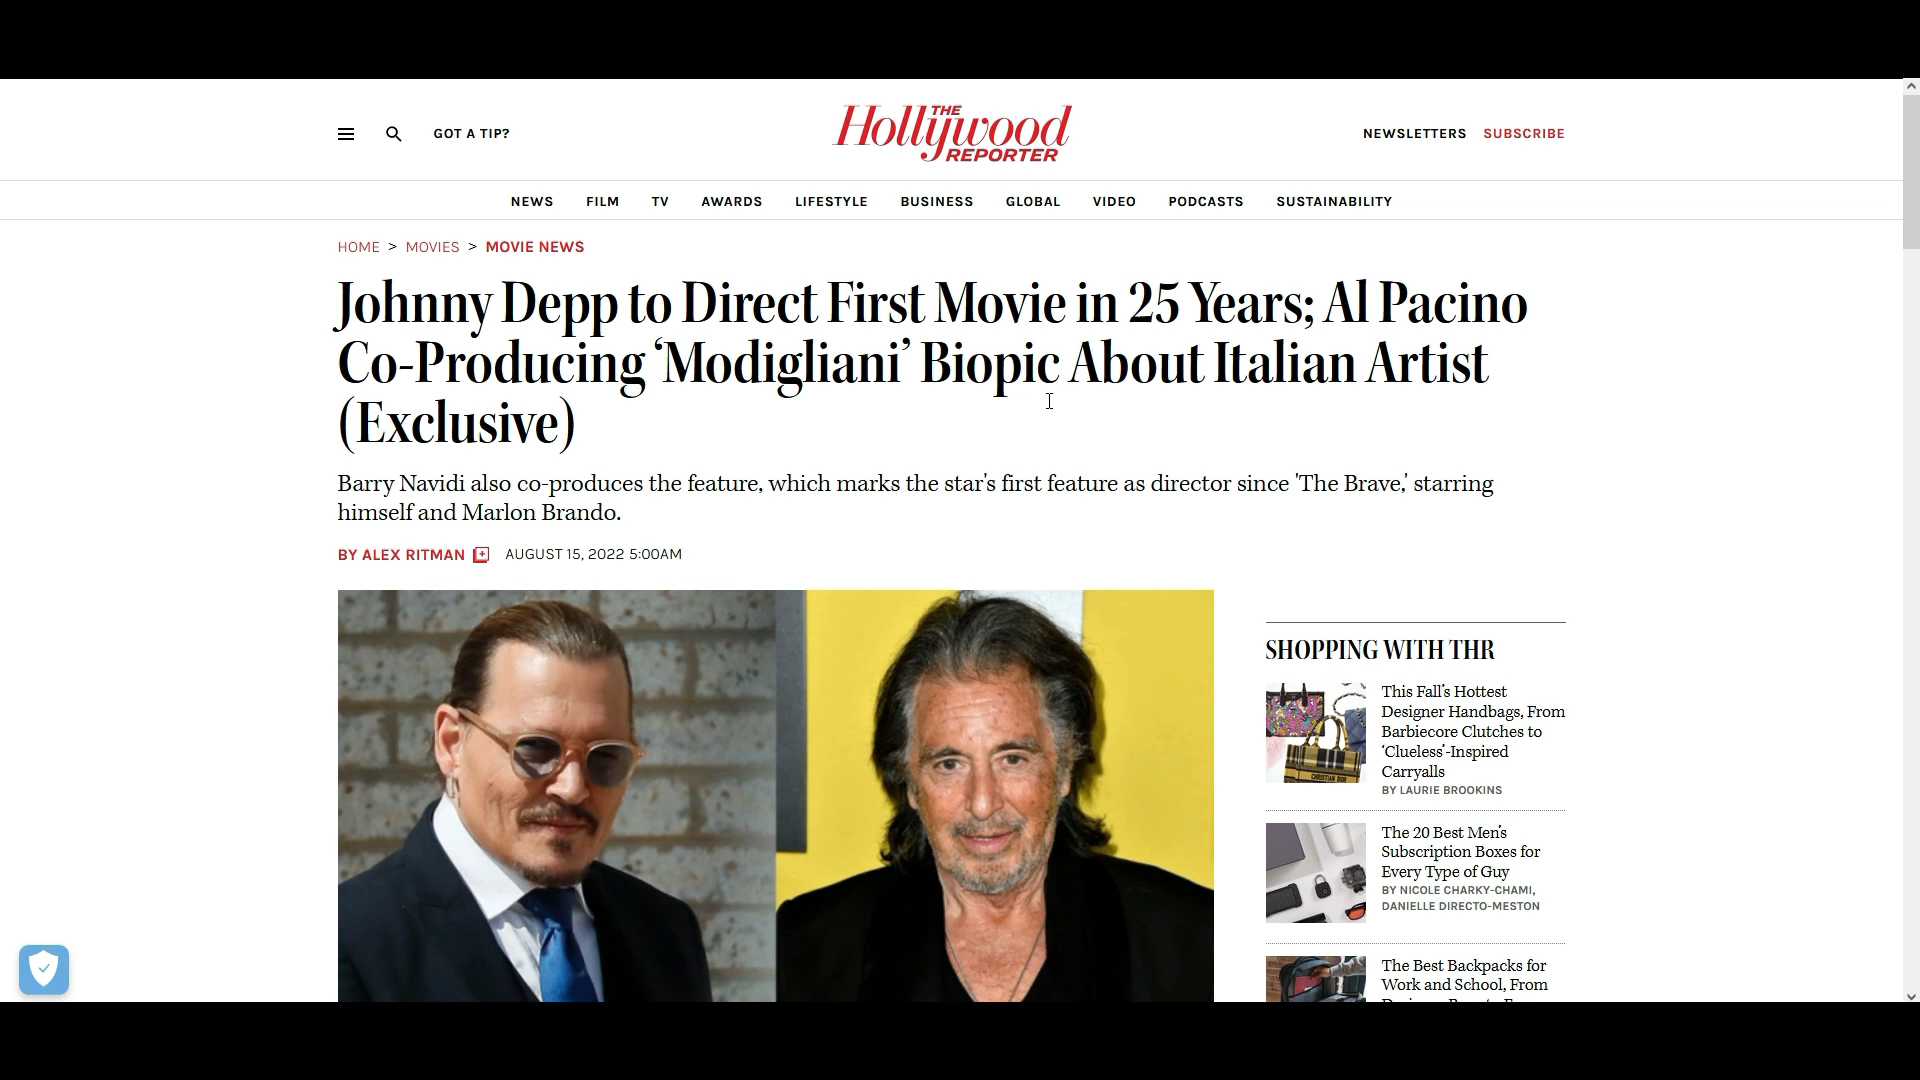 GOT A TIP?
THE
Hollywood
REPORTER
NEWSLETTERS SUBSCRIBE
NEWS FILM TV AWARDS LIFESTYLE BUSINESS GLOBAL VIDEO PODCASTS SUSTAINABILITY
HOME > MOVIES > MOVIE NEWS
Johnny Depp to Direct First Movie in 25 Years; Al Pacino
Co-Producing ‘Modigliani’ Biopic About Italian Artist
(Exclusive)
Barry Navidi also co-produces the feature, which marks the star's first feature as director since 'The Brave,' starring
himself and Marlon Brando.
BY ALEX RITMAN AUGUST 15, 2022 5:00AM
SHOPPING WITH THR
This Fall’s Hottest
Designer Handbags, From
Barbiecore Clutches to
‘Clueless’-Inspired
Carryalls
BY LAURIE BROOKINS
CHRISTIAN DIOR
The 20 Best Men’s
Subscription Boxes for
Every Type of Guy
BY NICOLE CHARKY-CHAMI,
DANIELLE DIRECTO-MESTON
The Best Backpacks for
Work and School, From